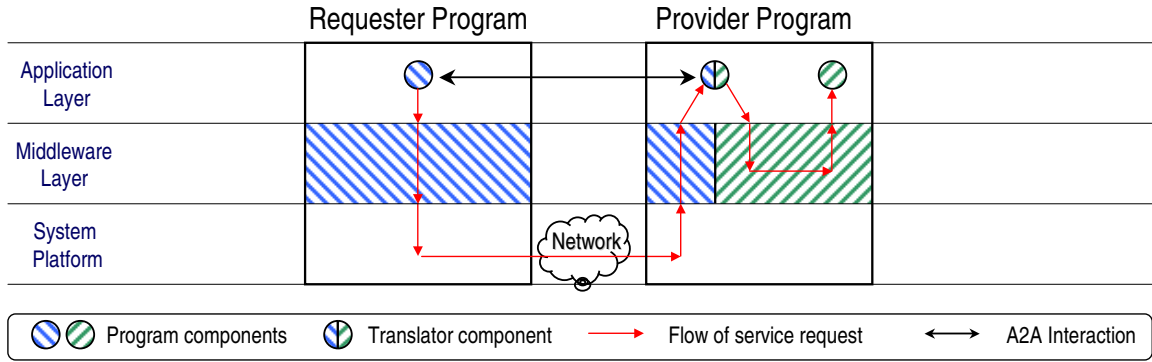 Requester Program
Provider Program
Application
Layer
Middleware
Layer
System
Platform
Network
Program components
Translator component
Flow of service request
A2A Interaction